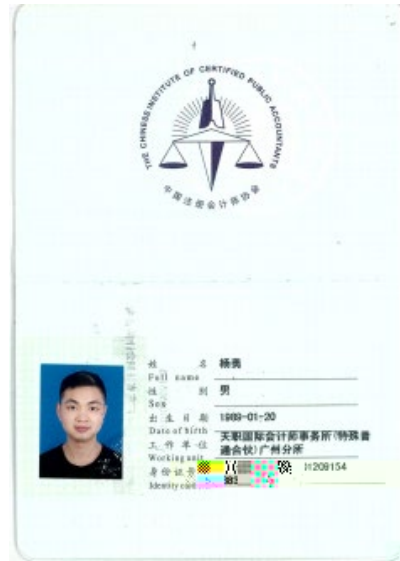 THE CHINESE INSTITUTE OF CERTIFIED PUBLIC ACCOUNTANTS
中国注册会计师协会
姓 名 杨勇
Full name
性 别 男
Sex
出生日期 1989-01-20
Date of birth
工作单位 天职国际会计师事务所(特殊普
Working unit 通合伙)广州分所
身份证号
Identity card